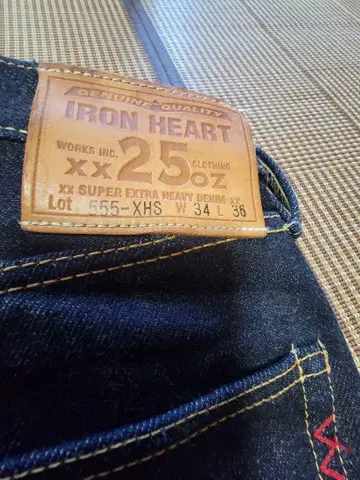 GENUINE QUALITY
IRON HEART
WORKS INC. CLOTHING
XX 25 OZ
XX SUPER EXTRA HEAVY DENIM XX
Lot 555-XHS W 34 L 36